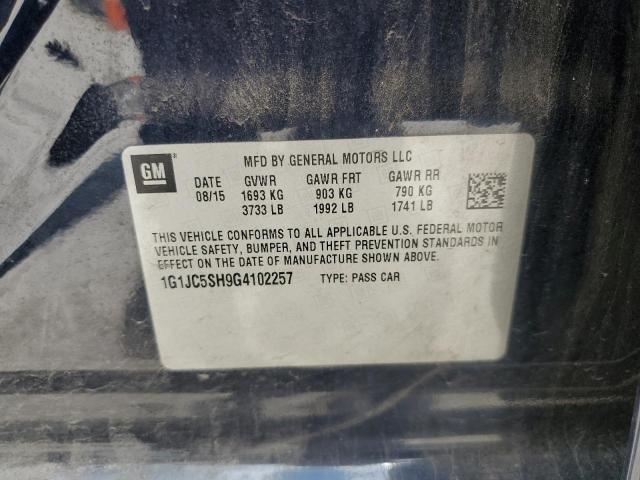 GM
MFD BY GENERAL MOTORS LLC
DATE GVWR GAWR FRT GAWR RR
08/15 1693 KG 903 KG 790 KG
3733 LB 1992 LB 1741 LB
THIS VEHICLE CONFORMS TO ALL APPLICABLE U.S. FEDERAL MOTOR
VEHICLE SAFETY, BUMPER, AND THEFT PREVENTION STANDARDS IN
EFFECT ON THE DATE OF MANUFACTURE SHOWN ABOVE.
1G1JC5SH9G4102257 TYPE: PASS CAR